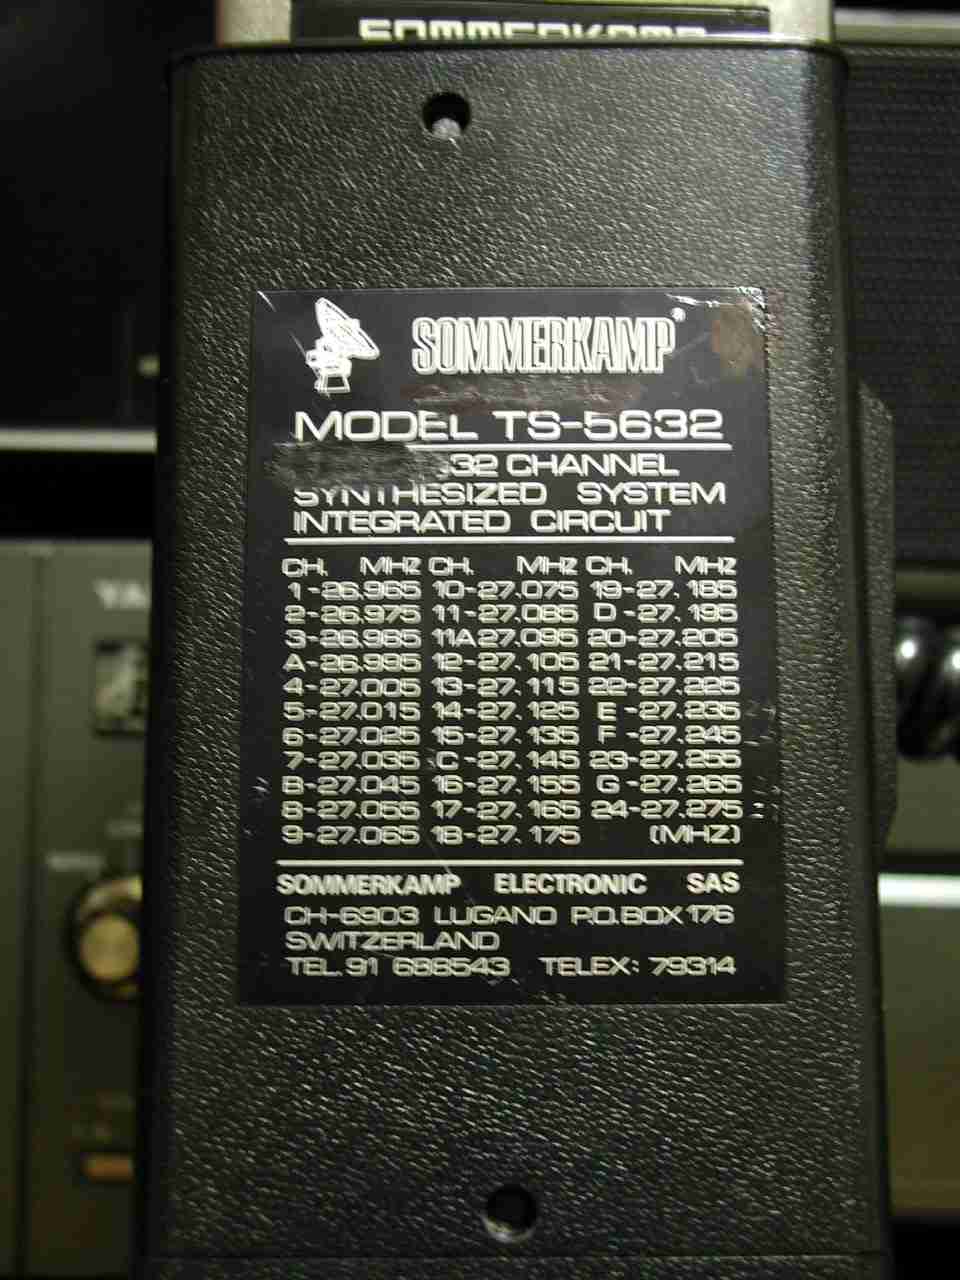 SOMMERKAMP
SOMMERKAMP®
MODEL TS-5632
32 CHANNEL
SYNTHESIZED SYSTEM
INTEGRATED CIRCUIT
CH. MHZ CH. MHZ CH. MHZ
1-26.965 10-27.075 19-27.185
2-26.975 11-27.085 D-27.195
3-26.985 11A27.095 20-27.205
A-26.995 12-27.105 21-27.215
4-27.005 13-27.115 22-27.225
5-27.015 14-27.125 E-27.235
6-27.025 15-27.135 F-27.245
7-27.035 C-27.145 23-27.255
B-27.045 16-27.155 G-27.265
8-27.055 17-27.165 24-27.275
9-27.065 18-27.175 (MHZ)
SOMMERKAMP ELECTRONIC SAS
CH-6903 LUGANO P.O.BOX 176
SWITZERLAND
TEL.91 688543 TELEX: 79314
YA